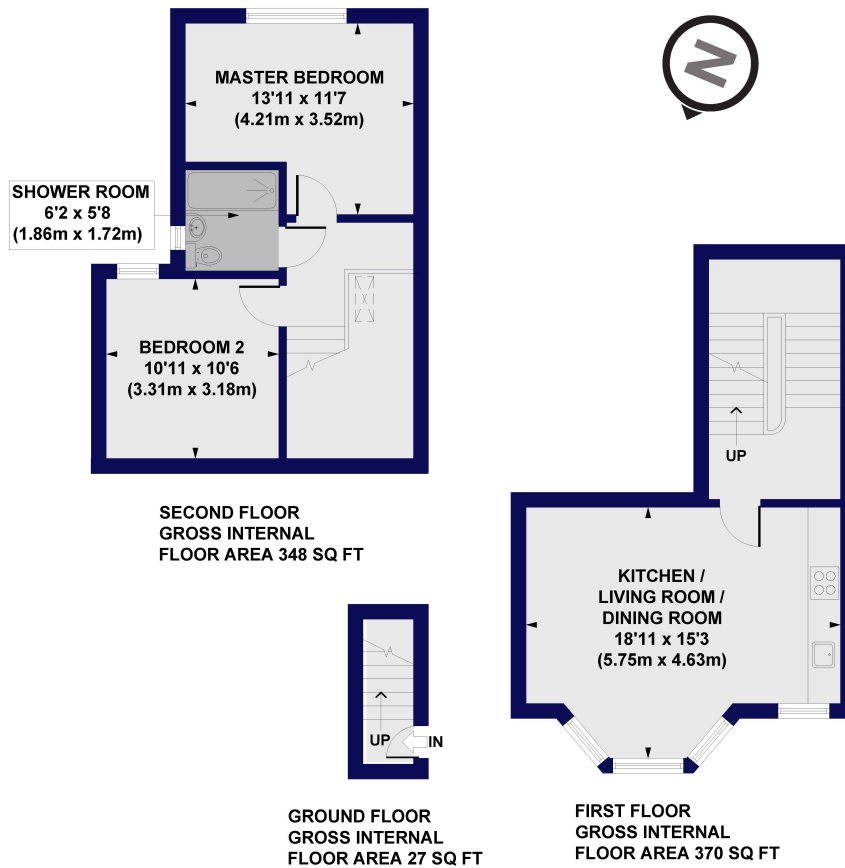 MASTER BEDROOM
13'11 x 11'7
(4.21m x 3.52m)
N
SHOWER ROOM
6'2 x 5'8
(1.86m x 1.72m)
BEDROOM 2
10'11 x 10'6
(3.31m x 3.18m)
SECOND FLOOR
GROSS INTERNAL
FLOOR AREA 348 SQ FT
UP
KITCHEN /
LIVING ROOM /
DINING ROOM
18'11 x 15'3
(5.75m x 4.63m)
UP
IN
GROUND FLOOR
GROSS INTERNAL
FLOOR AREA 27 SQ FT
FIRST FLOOR
GROSS INTERNAL
FLOOR AREA 370 SQ FT